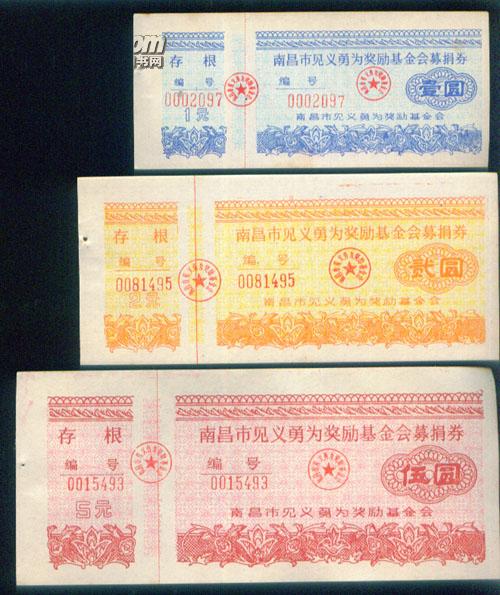 .com
书网
存 根
编 号
0002097
1元
南昌市见义勇为奖励基金会募捐券
编 号
0002097
壹圆
南昌市见义勇为奖励基金会
存 根
编 号
0081495
2元
南昌市见义勇为奖励基金会募捐券
编 号
0081495
贰圆
南昌市见义勇为奖励基金会
存 根
编 号
0015493
5元
南昌市见义勇为奖励基金会募捐券
编 号
0015493
伍圆
南昌市见义勇为奖励基金会